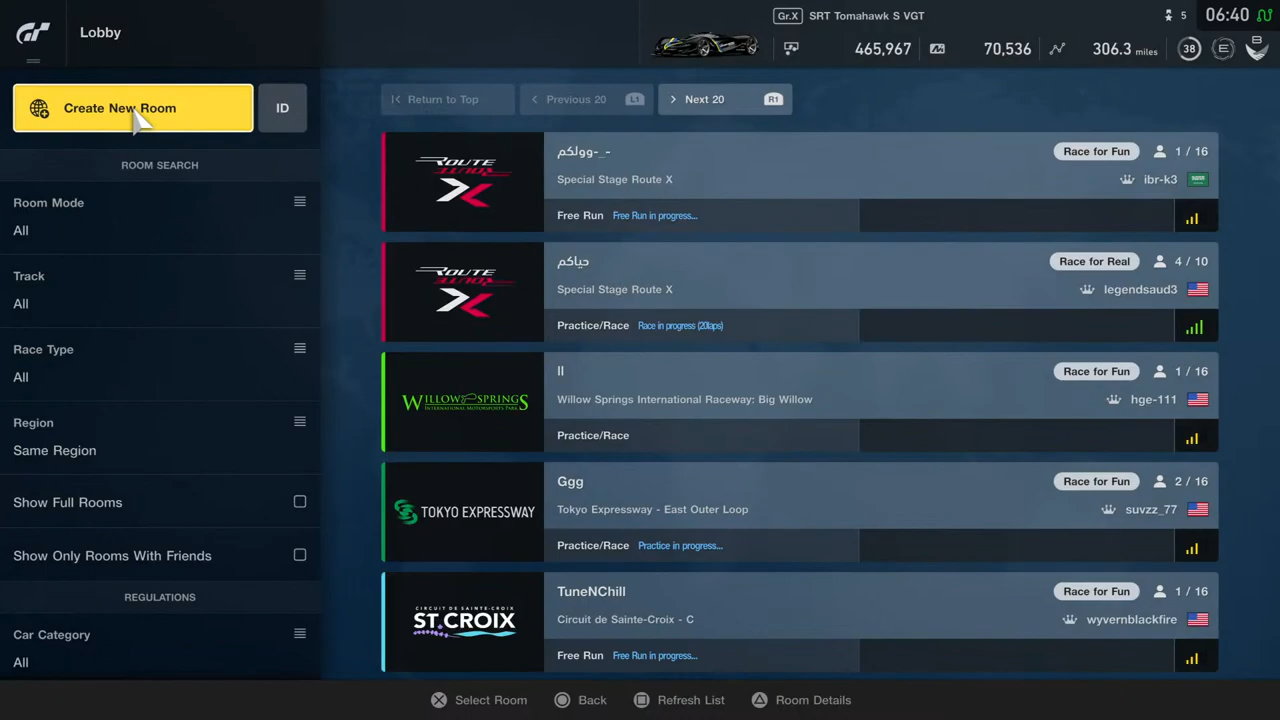 Lobby
Gr.X SRT Tomahawk S VGT
5 06:40
465,967 70,536 306.3 miles 38 E B
Create New Room ID
ROOM SEARCH
Room Mode
All
Track
All
Race Type
All
Region
Same Region
Show Full Rooms
Show Only Rooms With Friends
REGULATIONS
Car Category
All
Return to Top Previous 20 L1 Next 20 R1
ROUTE X
وولكم-_-
Race for Fun 1 / 16
Special Stage Route X
ibr-k3
Free Run Free Run in progress...
ROUTE X
حياكم
Race for Real 4 / 10
Special Stage Route X
legendsaud3
Practice/Race Race in progress (20laps)
WILLOW SPRINGS
INTERNATIONAL MOTORSPORTS PARK
ll
Race for Fun 1 / 16
Willow Springs International Raceway: Big Willow
hge-111
Practice/Race
TOKYO EXPRESSWAY
Ggg
Race for Fun 2 / 16
Tokyo Expressway - East Outer Loop
suvzz_77
Practice/Race Practice in progress...
CIRCUIT DE SAINTE-CROIX
ST.CROIX
TuneNChill
Race for Fun 1 / 16
Circuit de Sainte-Croix - C
wyvernblackfire
Free Run Free Run in progress...
Select Room Back Refresh List Room Details